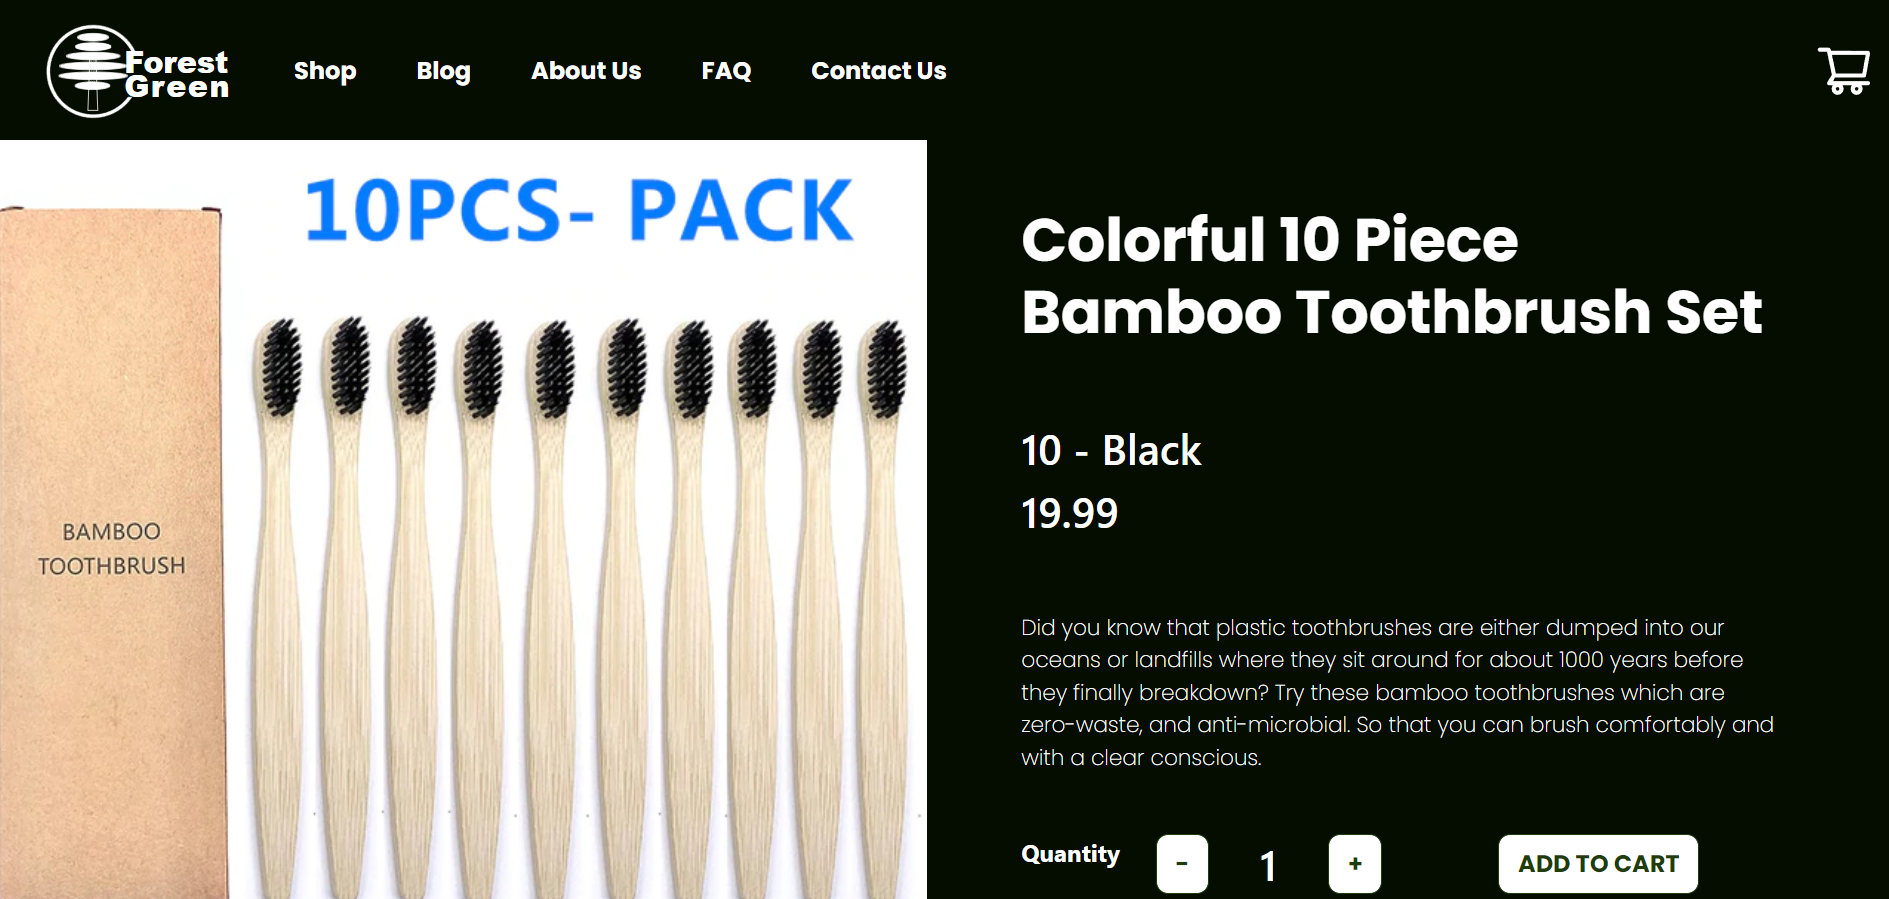 Forest
Green
Shop
Blog
About Us
FAQ
Contact Us
10PCS- PACK
BAMBOO
TOOTHBRUSH
Colorful 10 Piece
Bamboo Toothbrush Set
10 - Black
19.99
Did you know that plastic toothbrushes are either dumped into our
oceans or landfills where they sit around for about 1000 years before
they finally breakdown? Try these bamboo toothbrushes which are
zero-waste, and anti-microbial. So that you can brush comfortably and
with a clear conscious.
Quantity
-
1
+
ADD TO CART